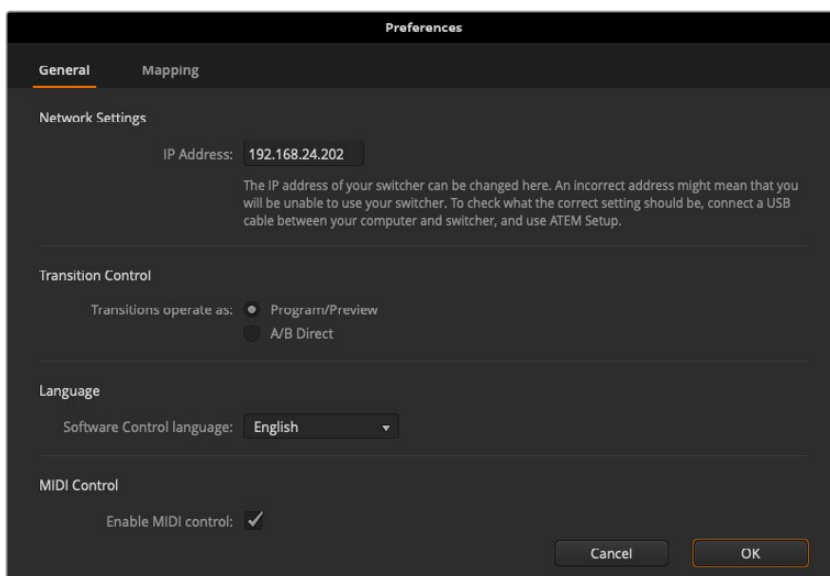 Preferences
General Mapping
Network Settings
IP Address: 192.168.24.202
The IP address of your switcher can be changed here. An incorrect address might mean that you
will be unable to use your switcher. To check what the correct setting should be, connect a USB
cable between your computer and switcher, and use ATEM Setup.
Transition Control
Transitions operate as: Program/Preview
A/B Direct
Language
Software Control language: English
MIDI Control
Enable MIDI control:
Cancel OK